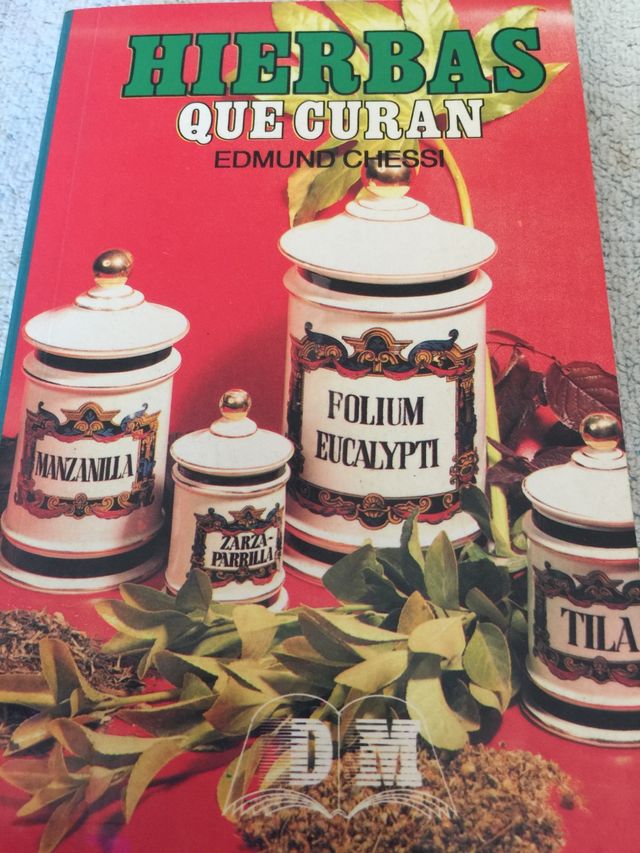 HIERBAS
QUE CURAN
EDMUND CHESSI
FOLIUM
EUCALYPTI
MANZANILLA
ZARZA-
PARRILLA
TILA
DM